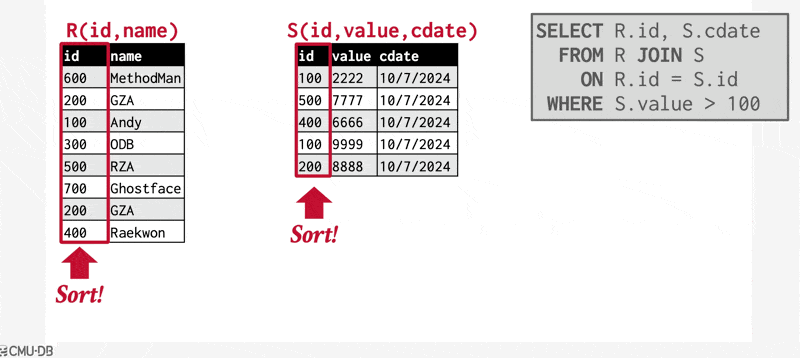 R(id,name)
id name
600 MethodMan
200 GZA
100 Andy
300 ODB
500 RZA
700 Ghostface
200 GZA
400 Raekwon
Sort!
S(id,value,cdate)
id value cdate
100 2222 10/7/2024
500 7777 10/7/2024
400 6666 10/7/2024
100 9999 10/7/2024
200 8888 10/7/2024
Sort!
SELECT R.id, S.cdate
FROM R JOIN S
ON R.id = S.id
WHERE S.value > 100
CMU·DB